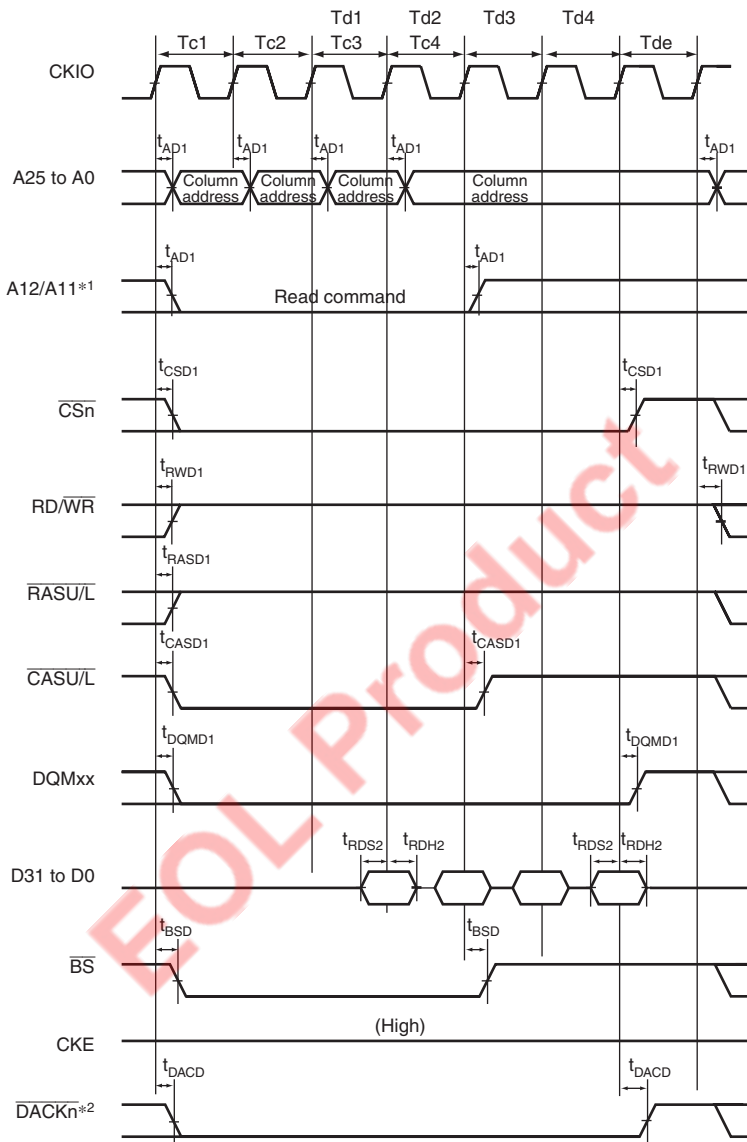 Td1 Td2 Td3 Td4
Tc1 Tc2 Tc3 Tc4 Tde
CKIO
tAD1 tAD1 tAD1 tAD1 tAD1
A25 to A0
Column address Column address Column address Column address
tAD1 tAD1
A12/A11*1
Read command
tCSD1 tCSD1
CSn
tRWD1 tRWD1
RD/WR
tRASD1
RASU/L
tCASD1 tCASD1
CASU/L
tDQMD1 tDQMD1
DQMxx
tRDS2 tRDH2 tRDS2 tRDH2
D31 to D0
tBSD tBSD
BS
(High)
CKE
tDACD tDACD
DACKn*2
EOL Product